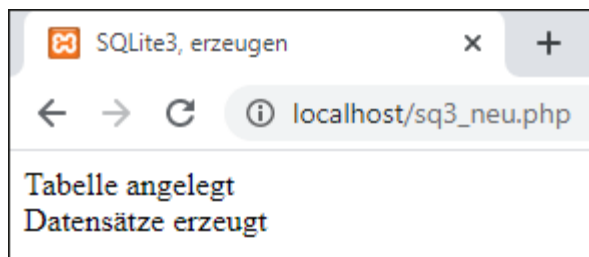 SQLite3, erzeugen
localhost/sq3_neu.php
Tabelle angelegt
Datensätze erzeugt